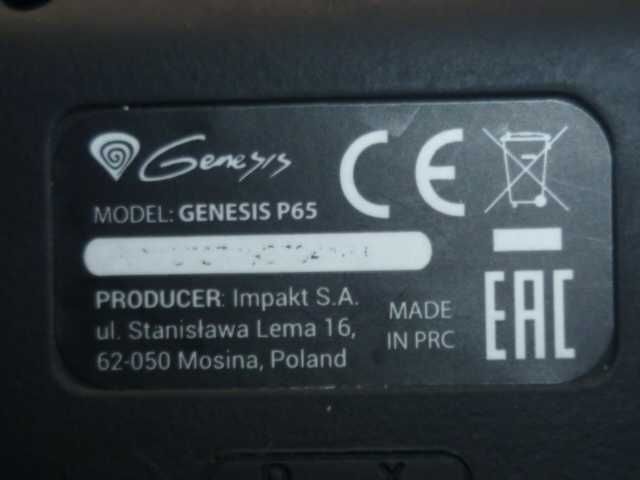 Genesis
CE
MODEL: GENESIS P65
PRODUCER: Impakt S.A.
ul. Stanisława Lema 16,
62-050 Mosina, Poland
MADE
IN PRC
EAC
D X